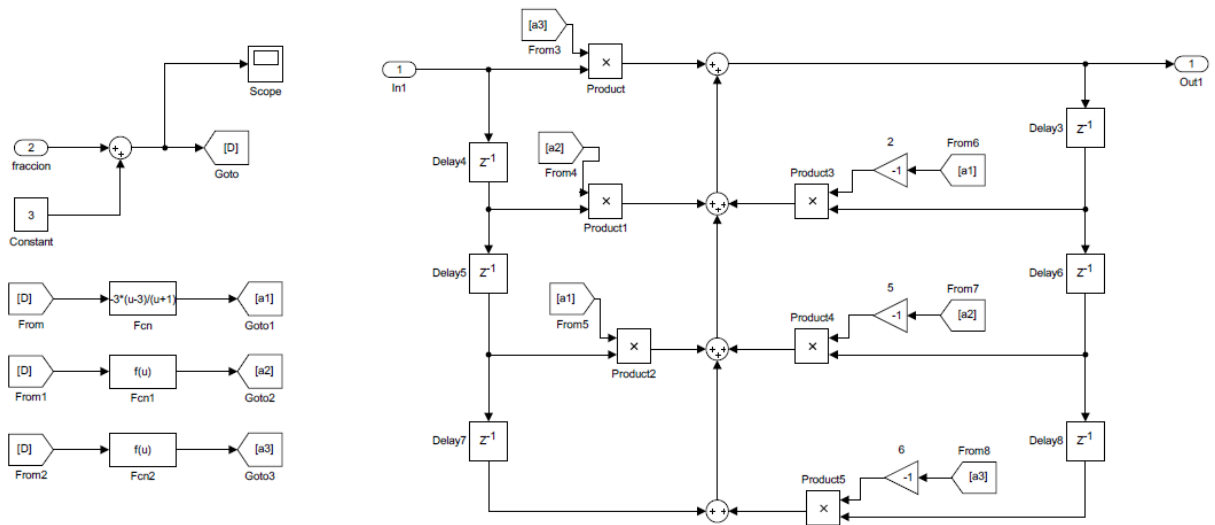 [a3]
From3
×
Product
1
In1
++
1
Out1
Scope
2
fraccion
++
[D]
Goto
3
Constant
Delay4
Z-1
[a2]
From4
×
Product1
++
+
Product3
×
2
-1
From6
[a1]
Delay3
Z-1
[D]
From
-3*(u-3)/(u+1)
Fcn
[a1]
Goto1
Delay5
Z-1
[a1]
From5
×
Product2
++
+
Product4
×
5
-1
From7
[a2]
Delay6
Z-1
[D]
From1
f(u)
Fcn1
[a2]
Goto2
[D]
From2
f(u)
Fcn2
[a3]
Goto3
Delay7
Z-1
++
Product5
×
6
-1
From8
[a3]
Delay8
Z-1